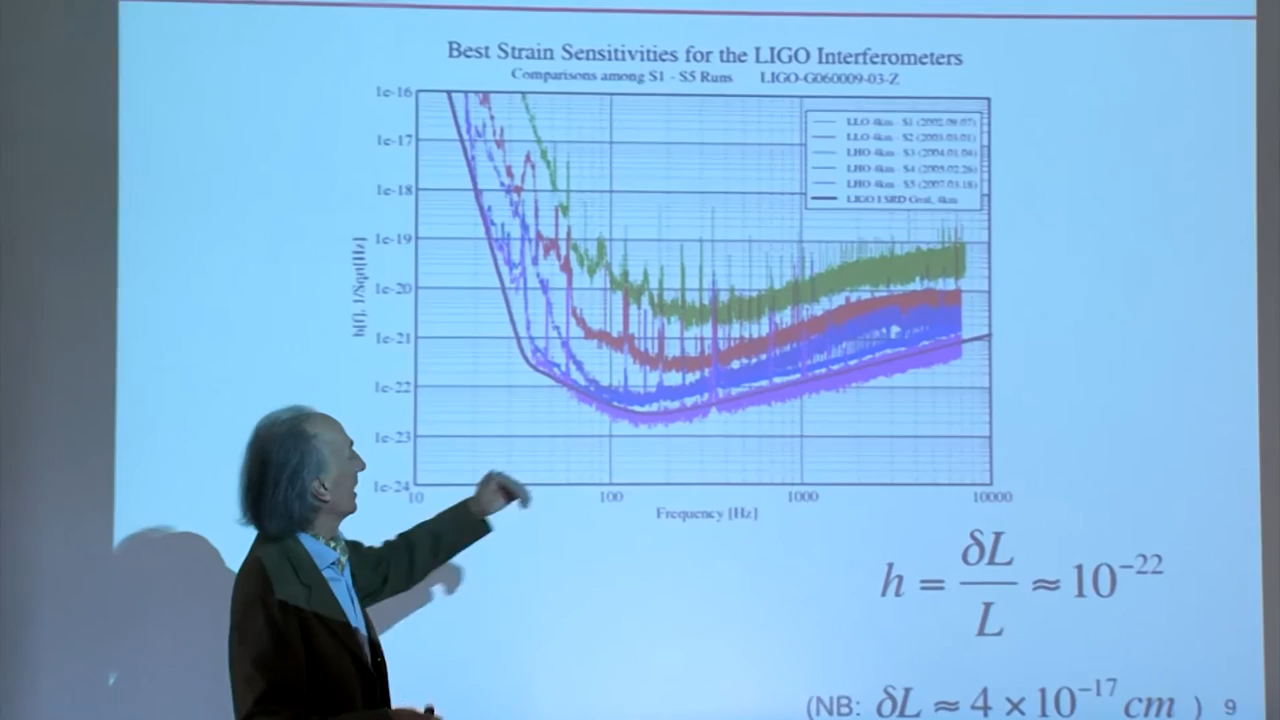 Best Strain Sensitivities for the LIGO Interferometers
Comparisons among S1 - S5 Runs LIGO-G060009-03-Z
h[f], 1/Sqrt[Hz]
1e-16
1e-17
1e-18
1e-19
1e-20
1e-21
1e-22
1e-23
1e-24
LLO 4km - S1 (2002.09.07)
LLO 4km - S2 (2003.03.01)
LHO 4km - S3 (2004.01.04)
LHO 4km - S4 (2005.02.26)
LHO 4km - S5 (2007.03.18)
LIGO I SRD Goal, 4km
10 100 1000 10000
Frequency [Hz]
h = δL / L ≈ 10⁻²²
(NB: δL ≈ 4 × 10⁻¹⁷ cm ) 9